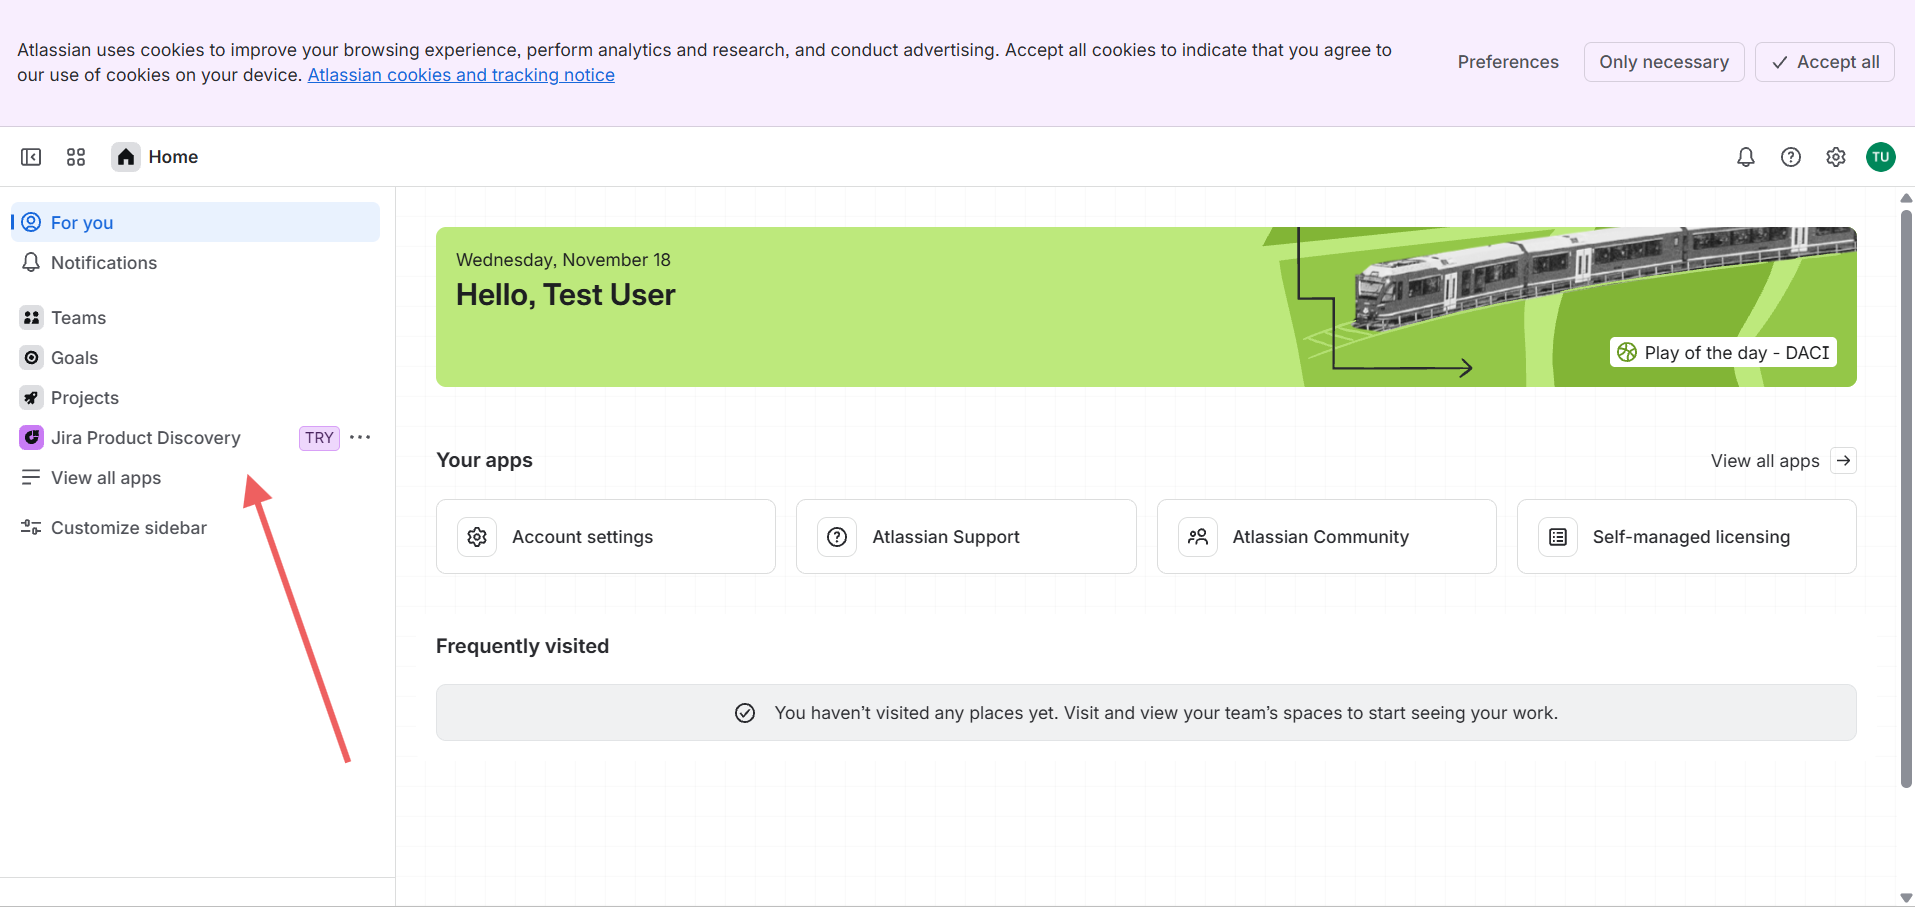 Atlassian uses cookies to improve your browsing experience, perform analytics and research, and conduct advertising. Accept all cookies to indicate that you agree to
our use of cookies on your device. Atlassian cookies and tracking notice
Preferences
Only necessary
Accept all
Home
TU
For you
Notifications
Teams
Goals
Projects
Jira Product Discovery
TRY
View all apps
Customize sidebar
Wednesday, November 18
Hello, Test User
Play of the day - DACI
Your apps
View all apps
Account settings
Atlassian Support
Atlassian Community
Self-managed licensing
Frequently visited
You haven’t visited any places yet. Visit and view your team’s spaces to start seeing your work.